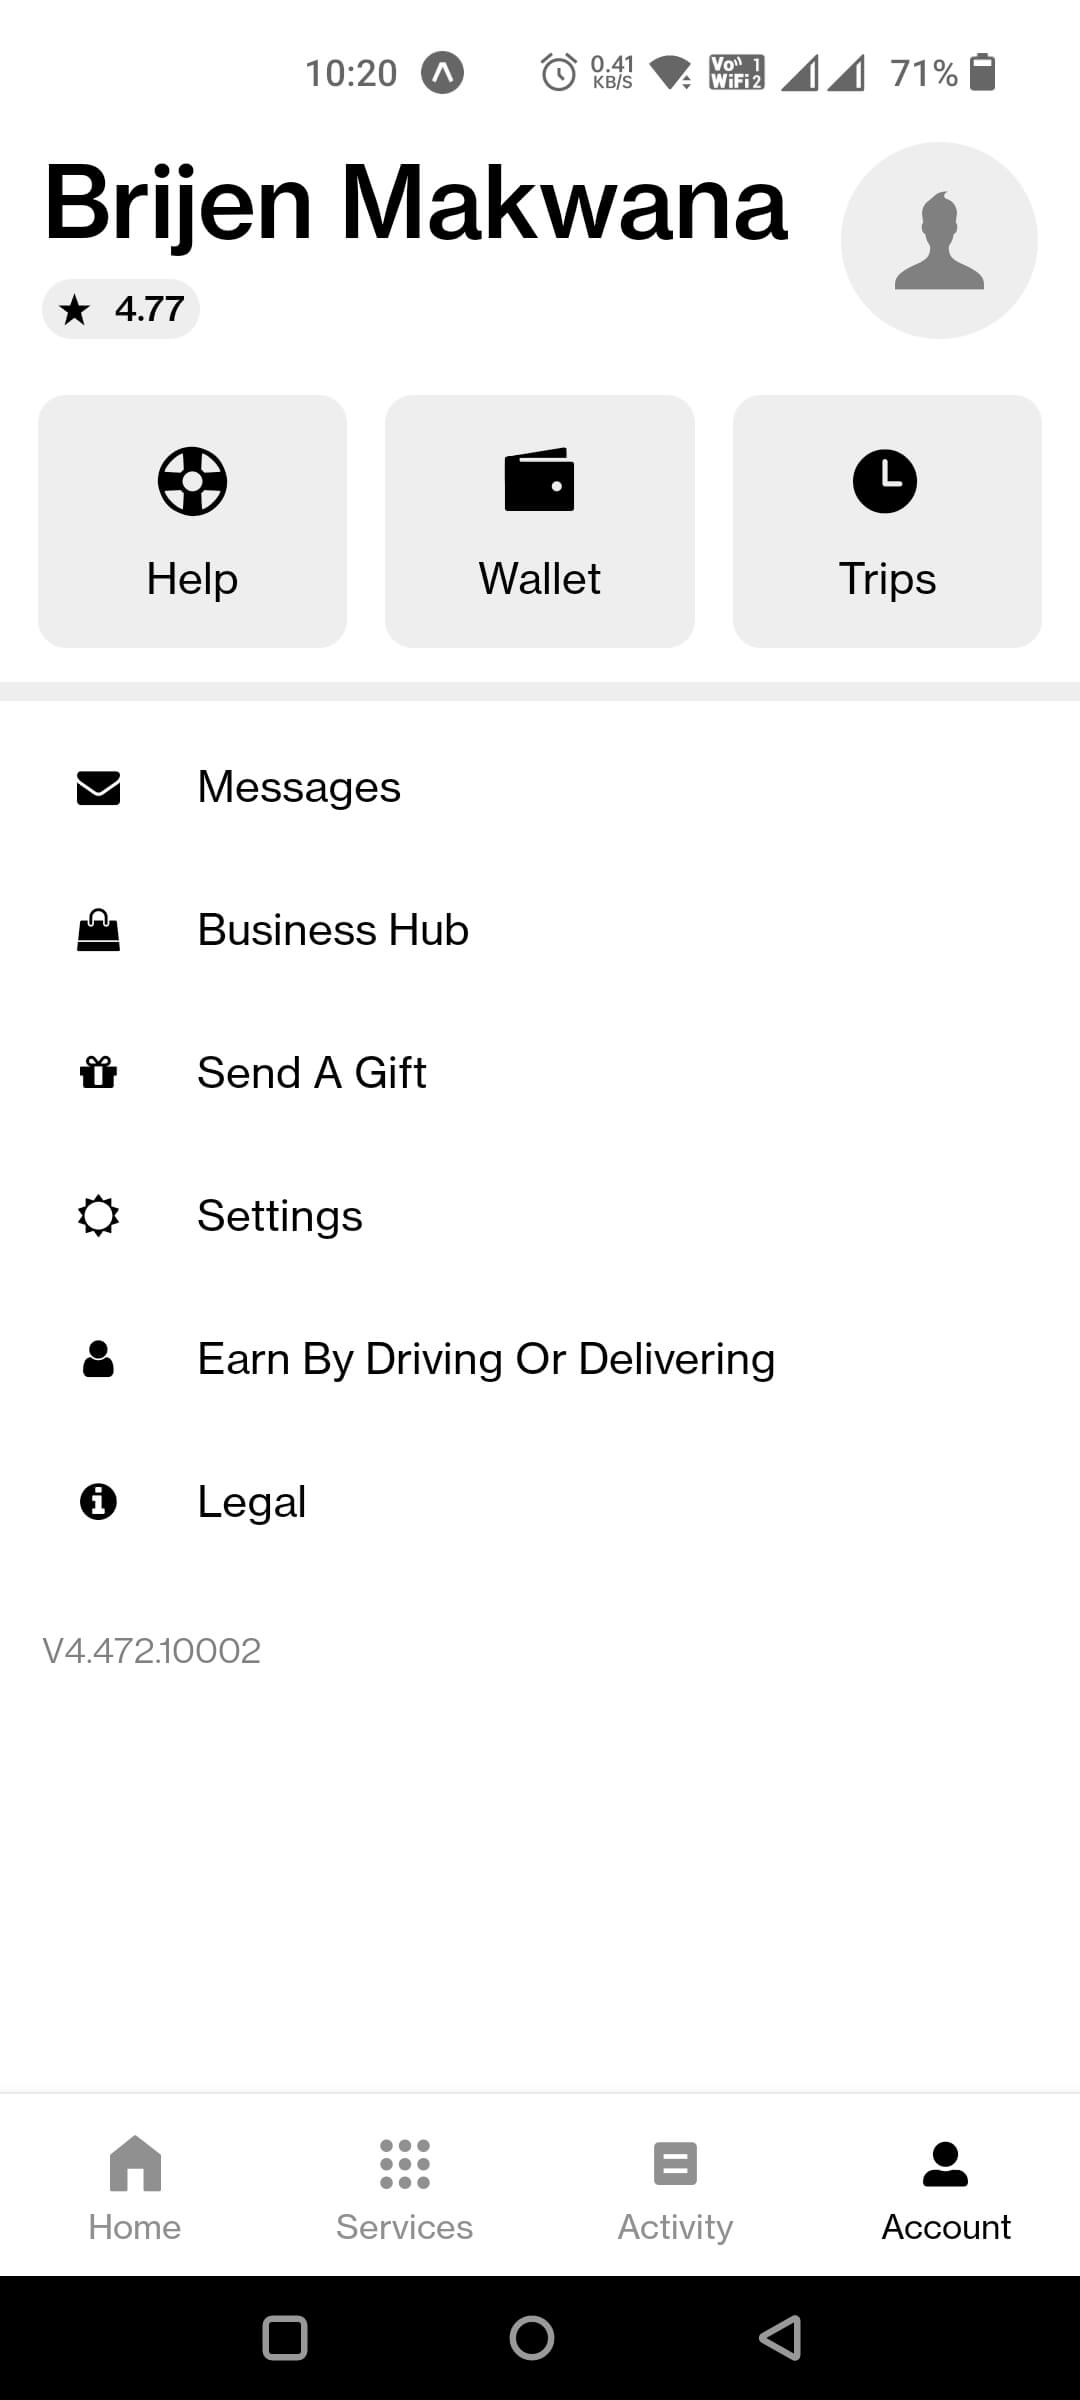 10:20 0.41 KB/S Vo 1 WiFi 2 71%
Brijen Makwana
4.77
Help Wallet Trips
Messages
Business Hub
Send A Gift
Settings
Earn By Driving Or Delivering
Legal
V4.472.10002
Home Services Activity Account